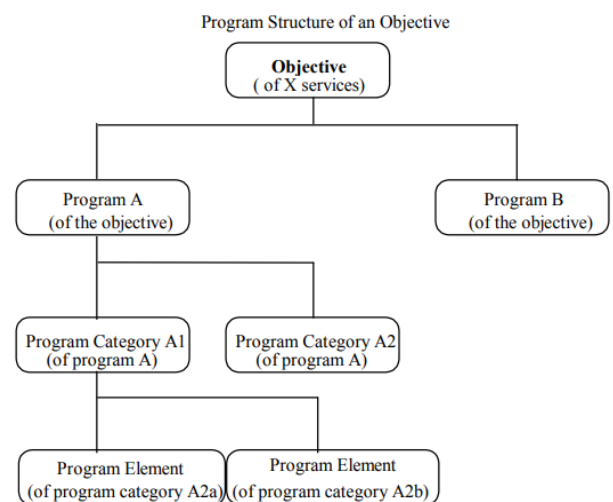 Program Structure of an Objective
Objective
( of X services)
Program A
(of the objective)
Program B
(of the objective)
Program Category A1
(of program A)
Program Category A2
(of program A)
Program Element
(of program category A2a)
Program Element
(of program category A2b)